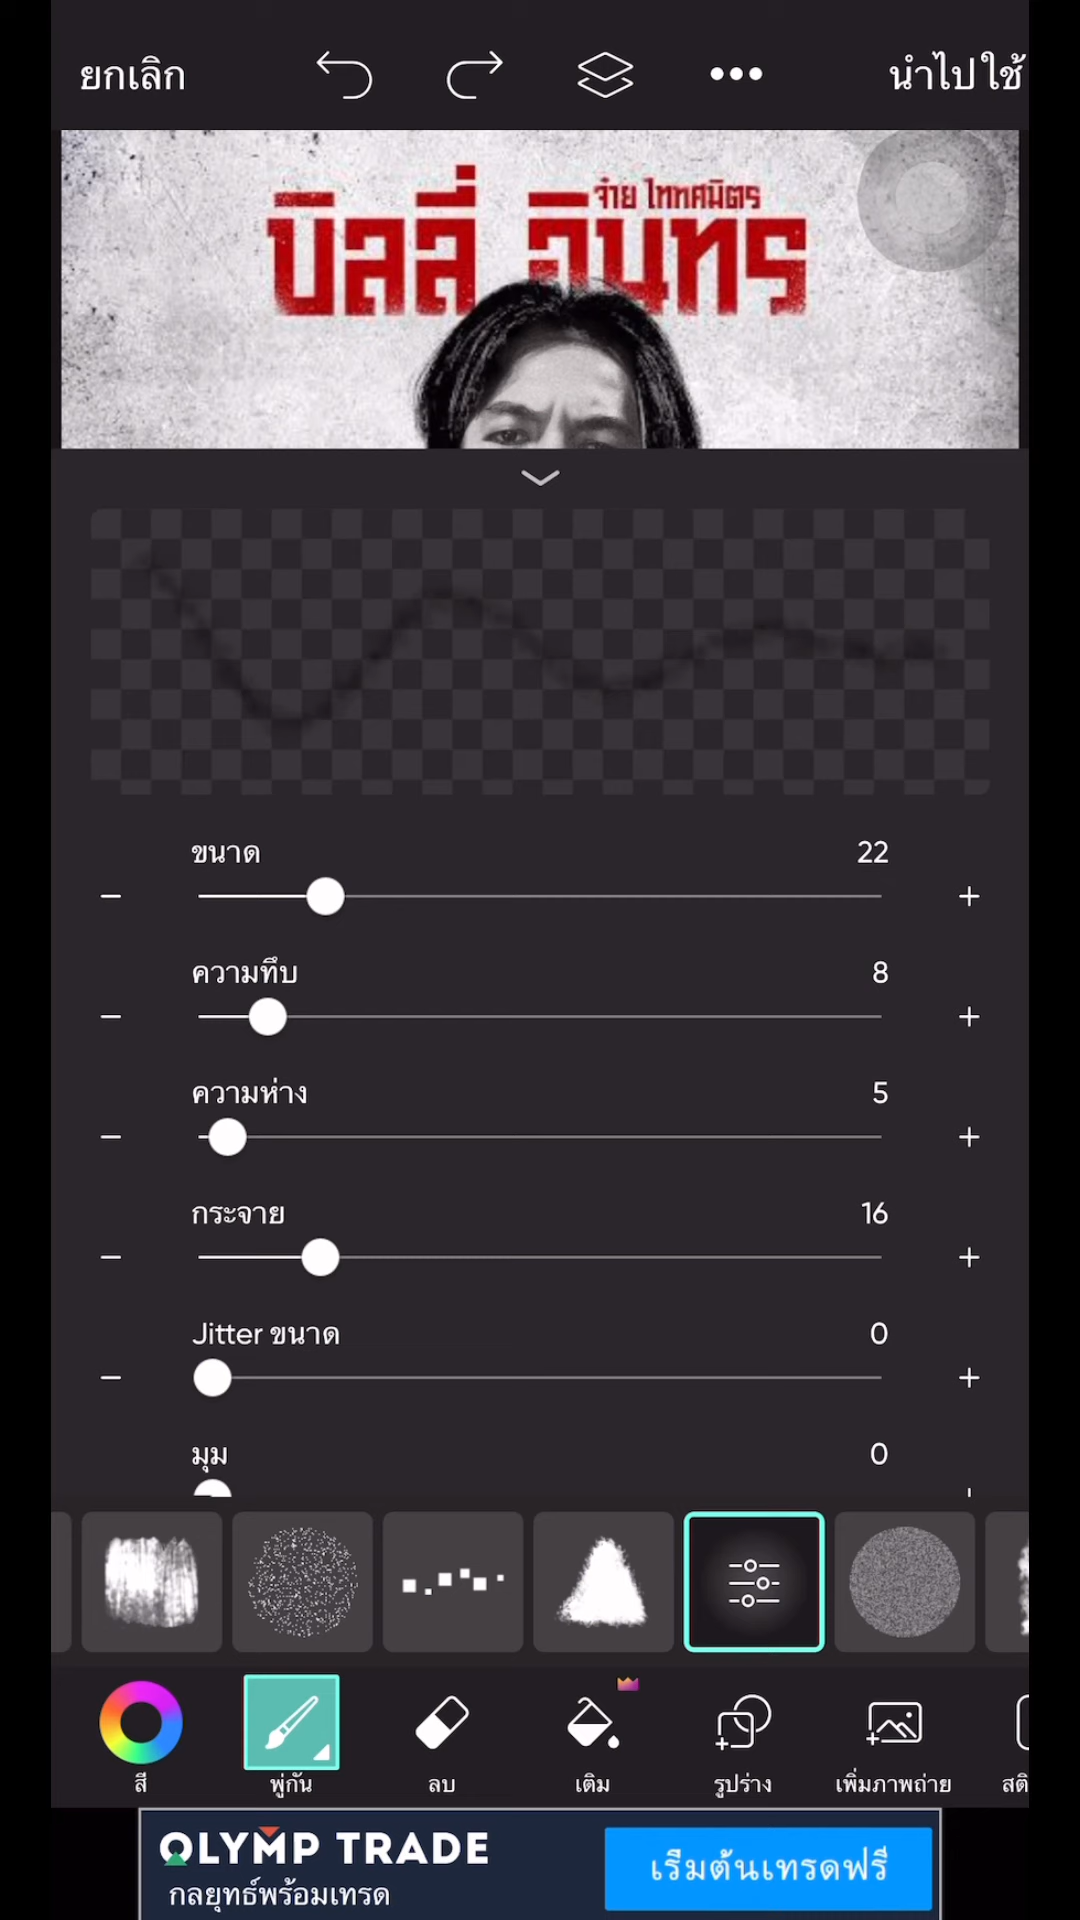 ยกเลิก
นำไปใช้
จ๋าย ไททศมิตร
บิลลี่ อินทร
ขนาด 22
ความทึบ 8
ความห่าง 5
กระจาย 16
Jitter ขนาด 0
มุม 0
สี
พู่กัน
ลบ
เติม
รูปร่าง
เพิ่มภาพถ่าย
สติ
OLYMP TRADE
กลยุทธ์พร้อมเทรด
เริ่มต้นเทรดฟรี